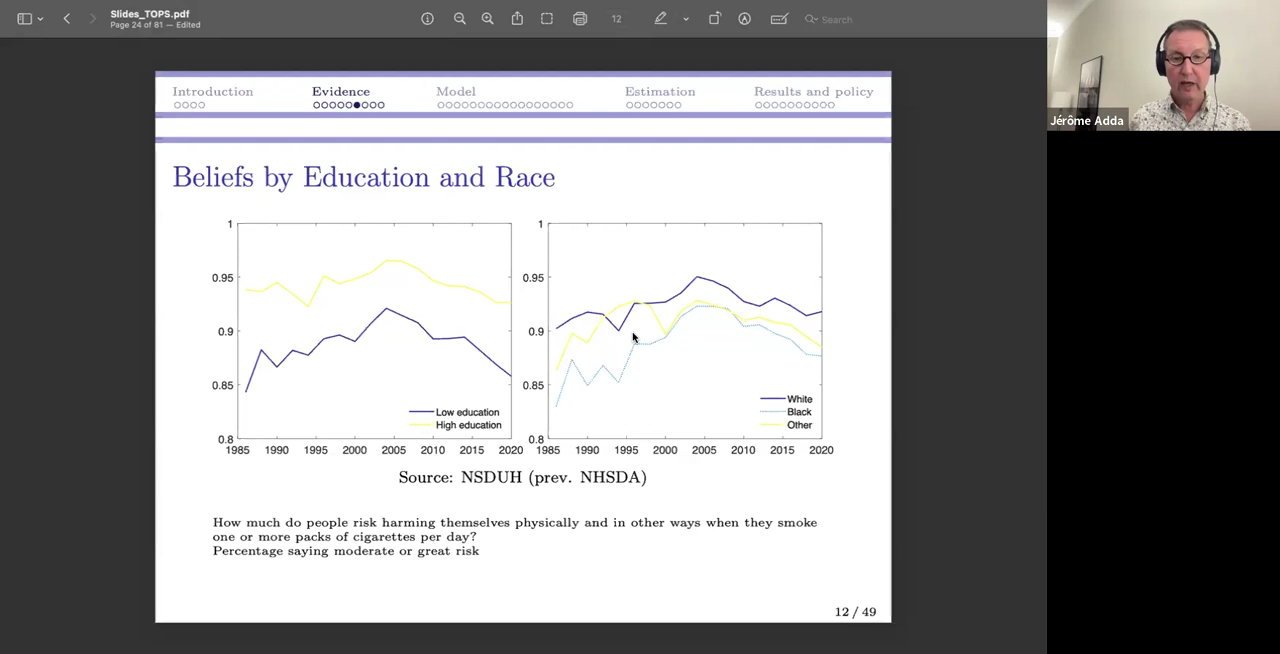 Slides_TOPS.pdf
Page 24 of 81 — Edited
12
Search
Jérôme Adda
Introduction Evidence Model Estimation Results and policy
Beliefs by Education and Race
1
0.95
0.9
0.85
0.8
1985 1990 1995 2000 2005 2010 2015 2020
Low education
High education
1
0.95
0.9
0.85
0.8
1985 1990 1995 2000 2005 2010 2015 2020
White
Black
Other
Source: NSDUH (prev. NHSDA)
How much do people risk harming themselves physically and in other ways when they smoke
one or more packs of cigarettes per day?
Percentage saying moderate or great risk
12 / 49